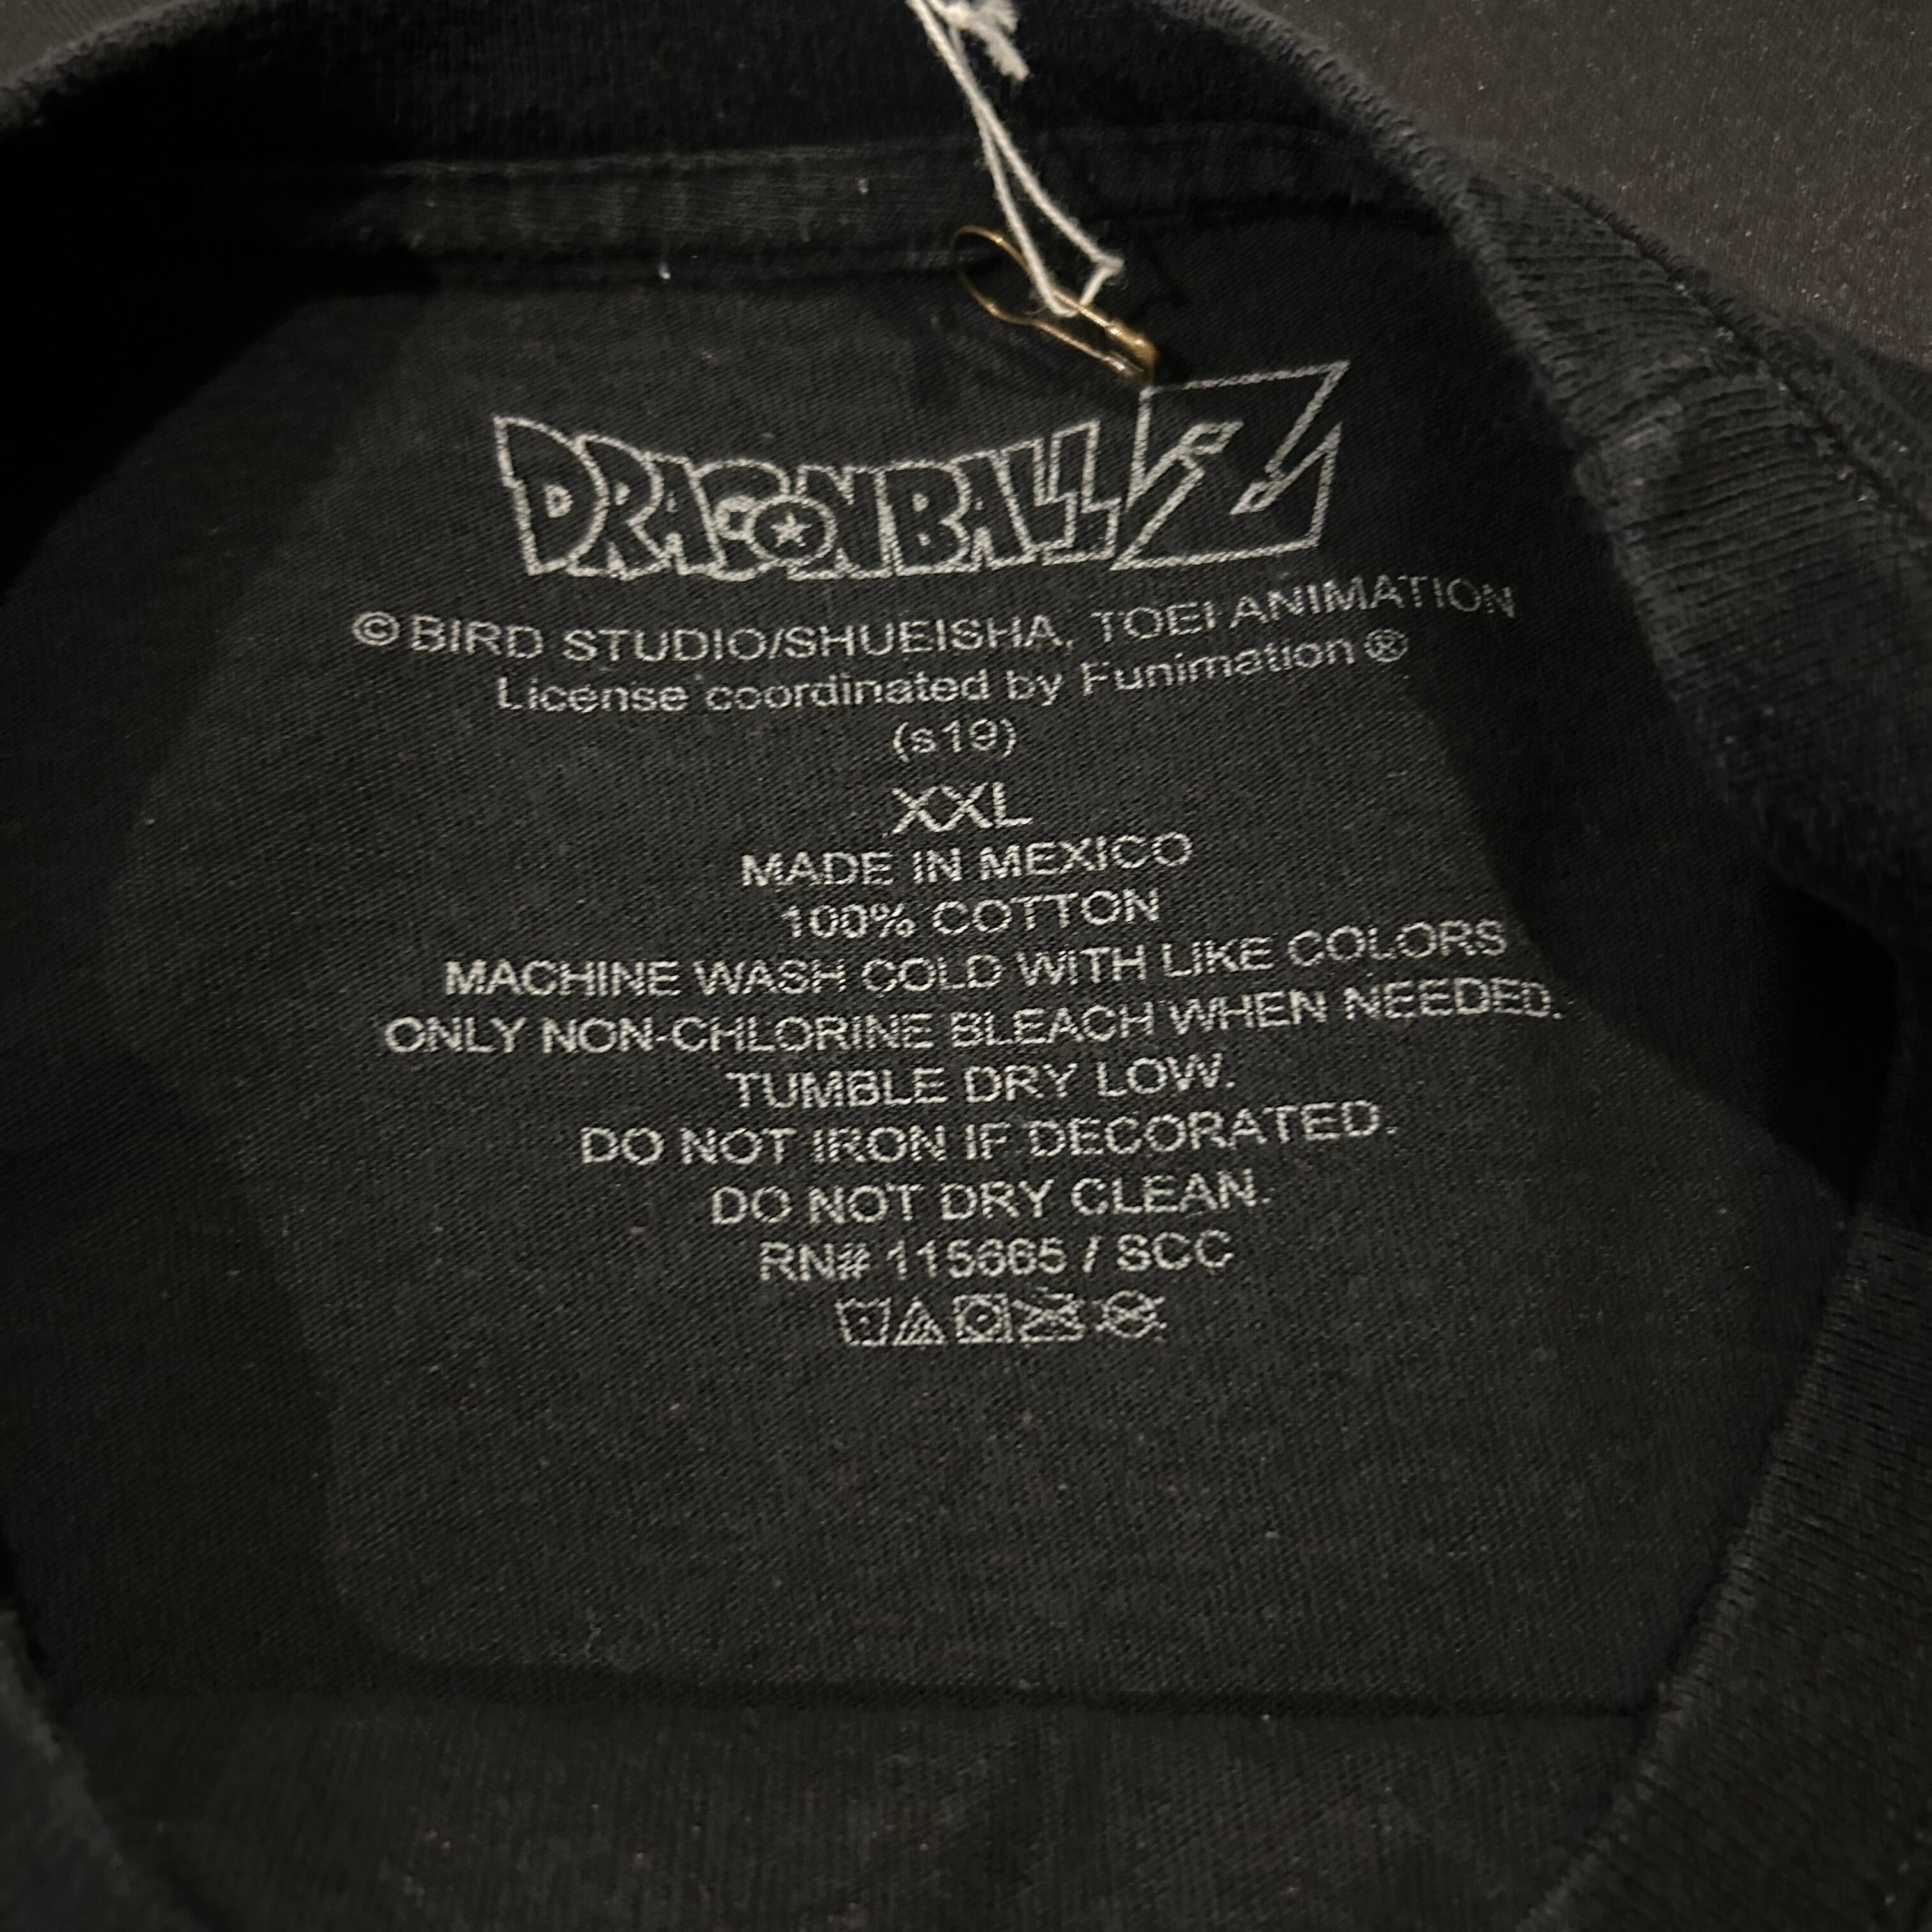 DRAGONBALL Z
© BIRD STUDIO/SHUEISHA, TOEI ANIMATION
License coordinated by Funimation ®
(s19)
XXL
MADE IN MEXICO
100% COTTON
MACHINE WASH COLD WITH LIKE COLORS
ONLY NON-CHLORINE BLEACH WHEN NEEDED.
TUMBLE DRY LOW.
DO NOT IRON IF DECORATED.
DO NOT DRY CLEAN.
RN# 115665 / SCC